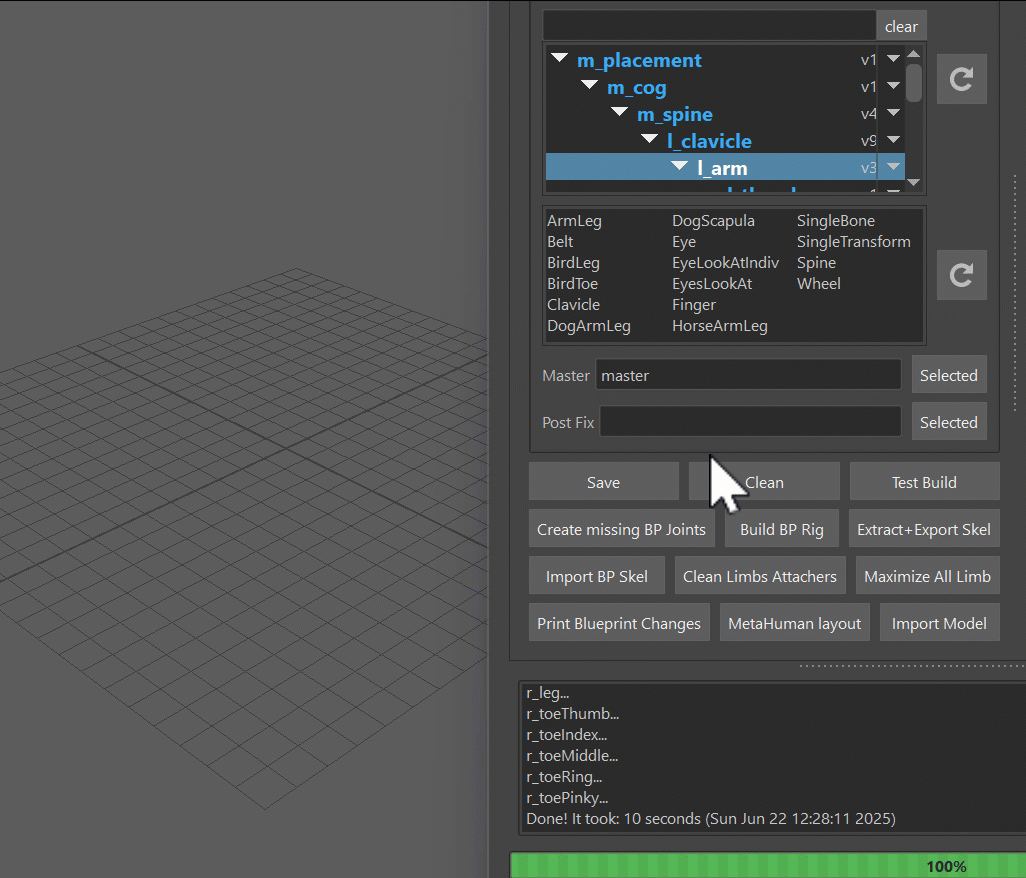 clear
m_placement v1
m_cog v1
m_spine v4
l_clavicle v9
l_arm v3
ArmLeg DogScapula SingleBone
Belt Eye SingleTransform
BirdLeg EyeLookAtIndiv Spine
BirdToe EyesLookAt Wheel
Clavicle Finger
DogArmLeg HorseArmLeg
Master master Selected
Post Fix Selected
Save Clean Test Build
Create missing BP Joints Build BP Rig Extract+Export Skel
Import BP Skel Clean Limbs Attachers Maximize All Limb
Print Blueprint Changes MetaHuman layout Import Model
r_leg...
r_toeThumb...
r_toeIndex...
r_toeMiddle...
r_toeRing...
r_toePinky...
Done! It took: 10 seconds (Sun Jun 22 12:28:11 2025)
100%